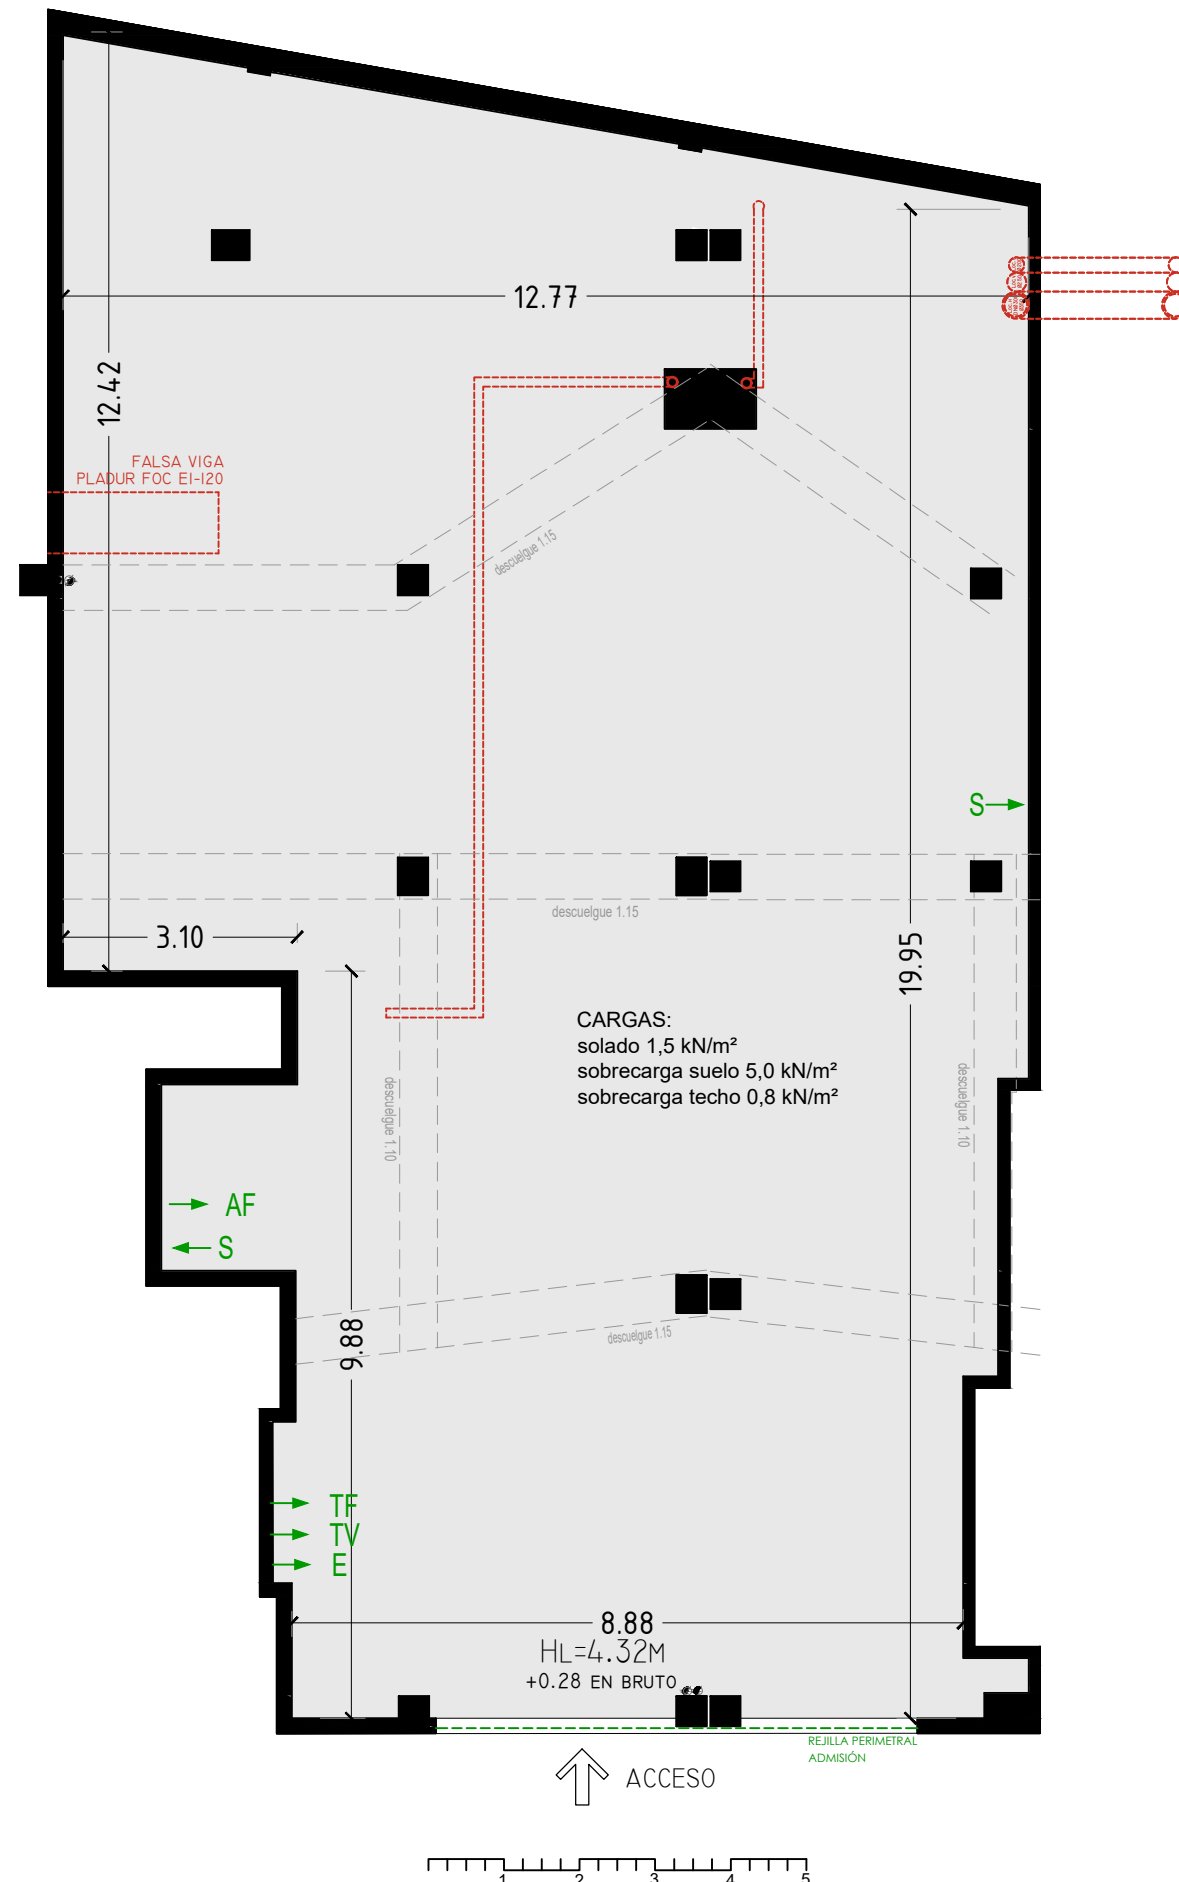 12.77
12.42
FALSA VIGA
PLADUR FOC EI-120
descuelgue 1.15
S
descuelgue 1.15
3.10
19.95
CARGAS:
solado 1,5 kN/m²
sobrecarga suelo 5,0 kN/m²
sobrecarga techo 0,8 kN/m²
descuelgue 1.10
descuelgue 1.10
AF
S
9.88
descuelgue 1.15
TF
TV
E
8.88
HL=4.32M
+0.28 EN BRUTO
REJILLA PERIMETRAL
ADMISIÓN
ACCESO
1 2 3 4 5